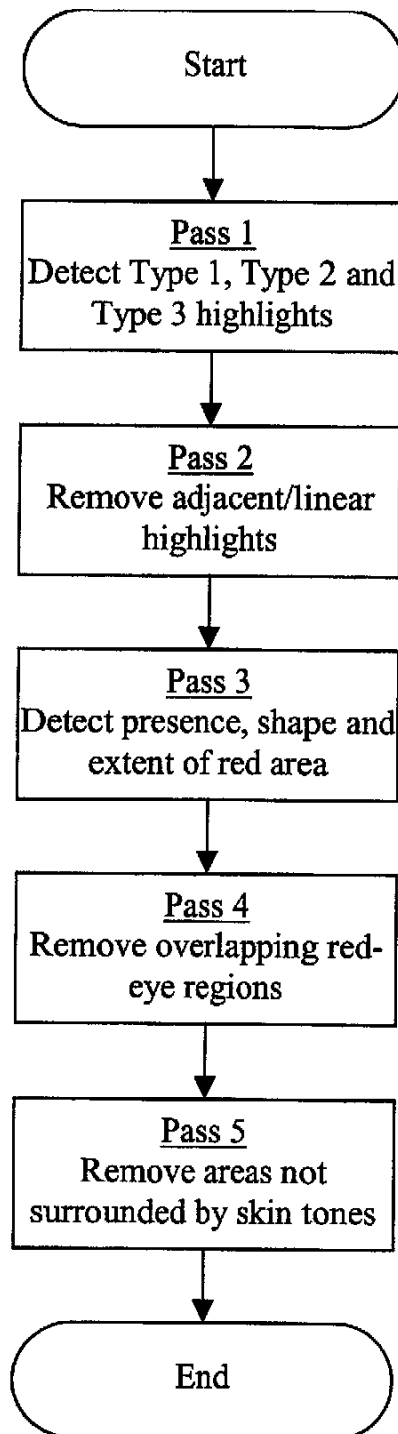 Start
Pass 1
Detect Type 1, Type 2 and
Type 3 highlights
Pass 2
Remove adjacent/linear
highlights
Pass 3
Detect presence, shape and
extent of red area
Pass 4
Remove overlapping red-
eye regions
Pass 5
Remove areas not
surrounded by skin tones
End